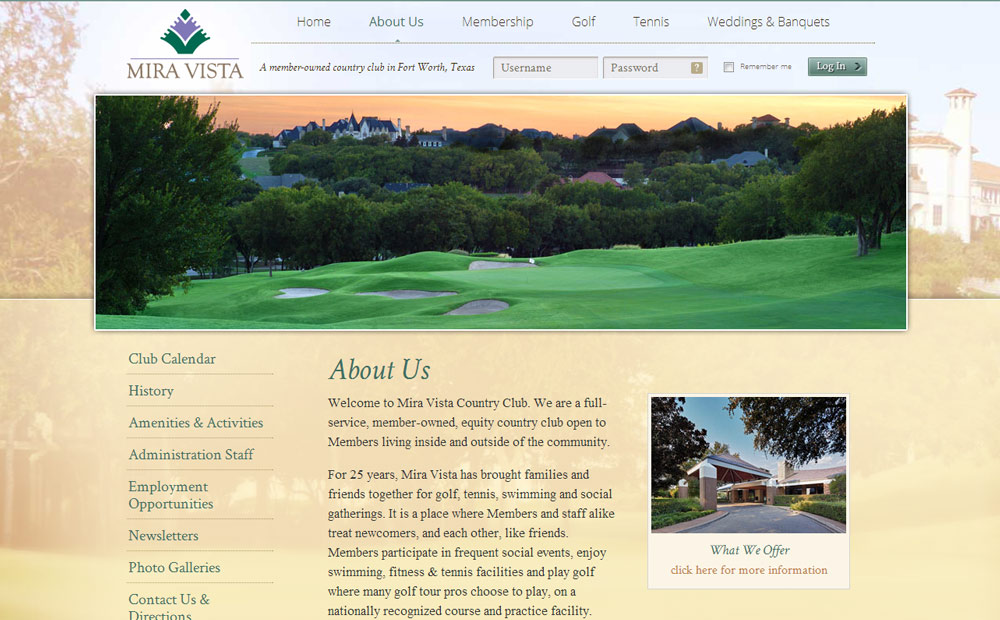 Home About Us Membership Golf Tennis Weddings & Banquets
MIRA VISTA
A member-owned country club in Fort Worth, Texas Username Password ? Remember me Log In
Club Calendar
History
Amenities & Activities
Administration Staff
Employment
Opportunities
Newsletters
Photo Galleries
Contact Us &
Directions
About Us
Welcome to Mira Vista Country Club. We are a full-
service, member-owned, equity country club open to
Members living inside and outside of the community.
For 25 years, Mira Vista has brought families and
friends together for golf, tennis, swimming and social
gatherings. It is a place where Members and staff alike
treat newcomers, and each other, like friends.
Members participate in frequent social events, enjoy
swimming, fitness & tennis facilities and play golf
where many golf tour pros choose to play, on a
nationally recognized course and practice facility.
What We Offer
click here for more information